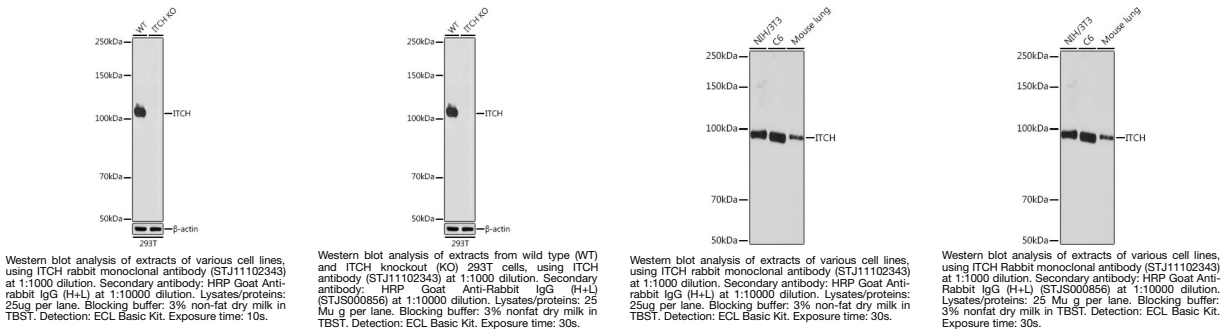 WT
ITCH KO
250kDa
150kDa
100kDa
ITCH
70kDa
50kDa
β-actin
293T
Western blot analysis of extracts of various cell lines,
using ITCH rabbit monoclonal antibody (STJ11102343)
at 1:1000 dilution. Secondary antibody: HRP Goat Anti-
rabbit IgG (H+L) at 1:10000 dilution. Lysates/proteins:
25ug per lane. Blocking buffer: 3% non-fat dry milk in
TBST. Detection: ECL Basic Kit. Exposure time: 10s.
WT
ITCH KO
250kDa
150kDa
100kDa
ITCH
70kDa
50kDa
β-actin
293T
Western blot analysis of extracts from wild type (WT)
and ITCH knockout (KO) 293T cells, using ITCH
antibody (STJ11102343) at 1:1000 dilution. Secondary
antibody: HRP Goat Anti-Rabbit IgG (H+L)
(STJS000856) at 1:10000 dilution. Lysates/proteins: 25
Mu g per lane. Blocking buffer: 3% nonfat dry milk in
TBST. Detection: ECL Basic Kit. Exposure time: 30s.
NIH/3T3
C6
Mouse lung
250kDa
150kDa
100kDa
ITCH
70kDa
50kDa
Western blot analysis of extracts of various cell lines,
using ITCH rabbit monoclonal antibody (STJ11102343)
at 1:1000 dilution. Secondary antibody: HRP Goat Anti-
rabbit IgG (H+L) at 1:10000 dilution. Lysates/proteins:
25ug per lane. Blocking buffer: 3% non-fat dry milk in
TBST. Detection: ECL Basic Kit. Exposure time: 30s.
NIH/3T3
C6
Mouse lung
250kDa
150kDa
100kDa
ITCH
70kDa
50kDa
Western blot analysis of extracts of various cell lines,
using ITCH Rabbit monoclonal antibody (STJ11102343)
at 1:1000 dilution. Secondary antibody: HRP Goat Anti-
Rabbit IgG (H+L) (STJS000856) at 1:10000 dilution.
Lysates/proteins: 25 Mu g per lane. Blocking buffer:
3% nonfat dry milk in TBST. Detection: ECL Basic Kit.
Exposure time: 30s.